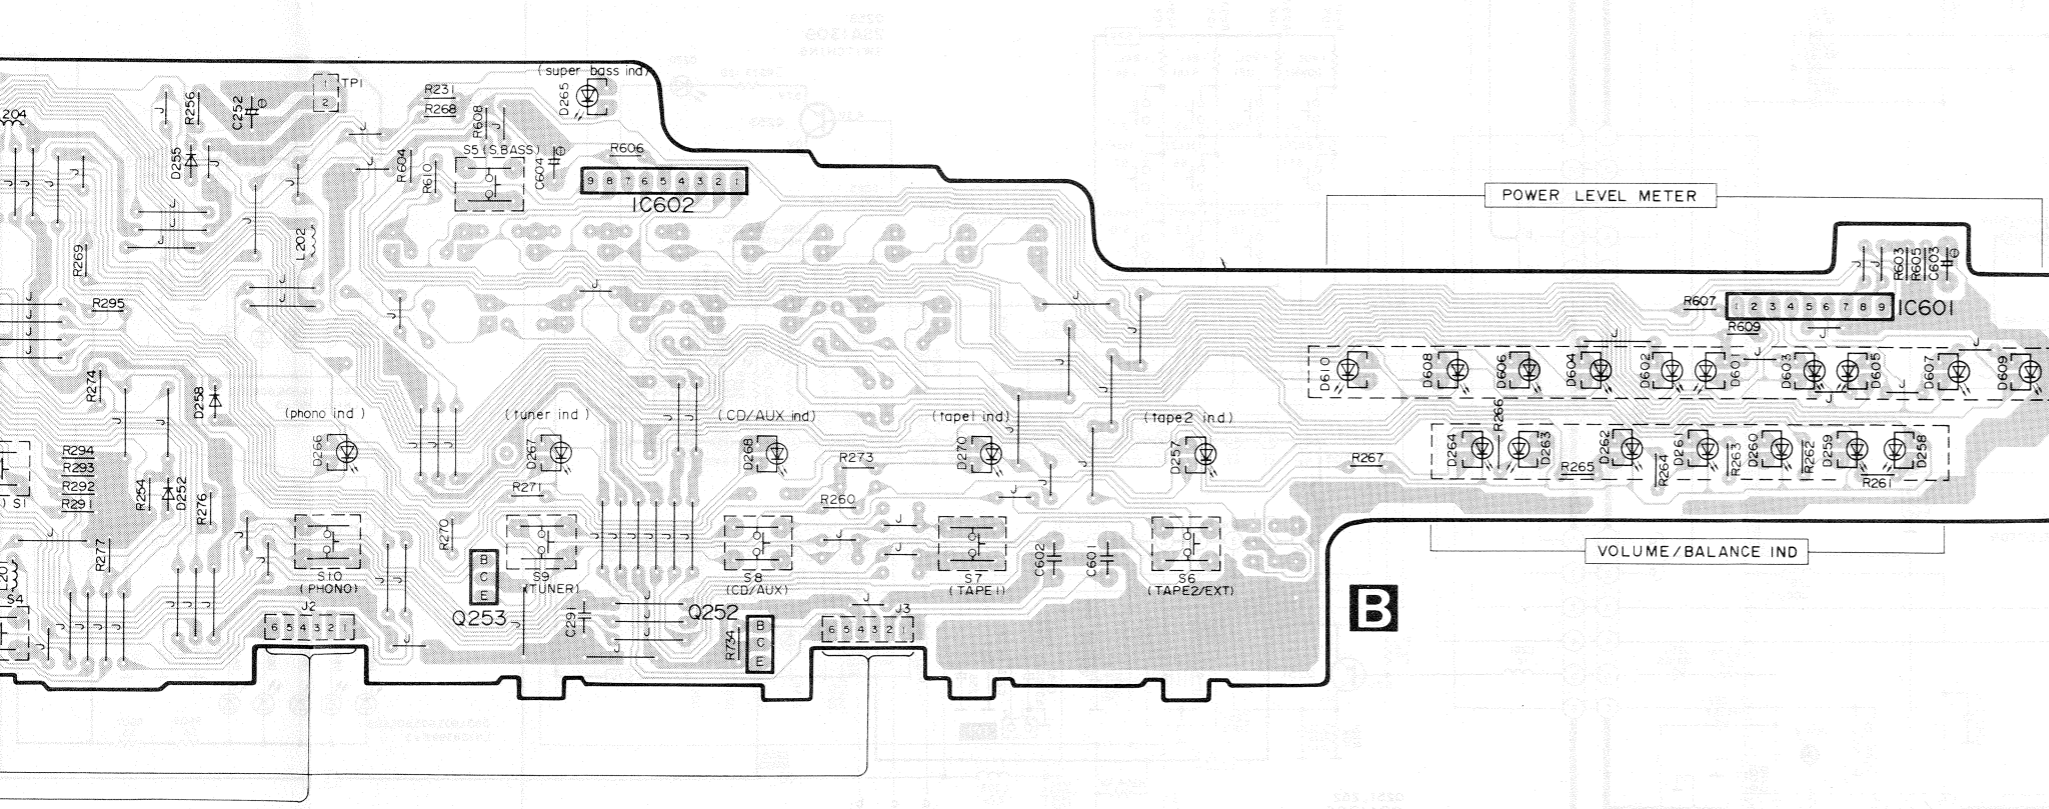 (super bass ind)
TP1
1
2
R231
R268
R256
C252
D265
R608
204
S5 (S.BASS)
R606
D255
R604
R610
C604
9 8 7 6 5 4 3 2 1
IC602
POWER LEVEL METER
L202
R269
R603
R605
C603
R295
R607
1 2 3 4 5 6 7 8 9
IC601
R609
D610
D608
D606
D604
D602
D601
D603
D605
D607
D609
R274
D258
(phono ind)
(tuner ind)
(CD/AUX ind)
(tape1 ind)
(tape2 ind.)
R266
D266
D267
D268
D270
D257
D264
D263
D262
D261
D260
D259
D258
R294
R293
R292
R291
R273
R267
R265
R264
R263
R262
R261
R254
D252
R276
R271
R260
) S1
R270
R277
C602
C601
VOLUME/BALANCE IND
L201
S4
S10
(PHONO)
S9
(TUNER)
S8
(CD/AUX)
S7
(TAPE1)
S6
(TAPE2/EXT)
B
C
E
Q253
J2
6 5 4 3 2 1
C291
Q252
R734
B
C
E
J3
6 5 4 3 2 1
B